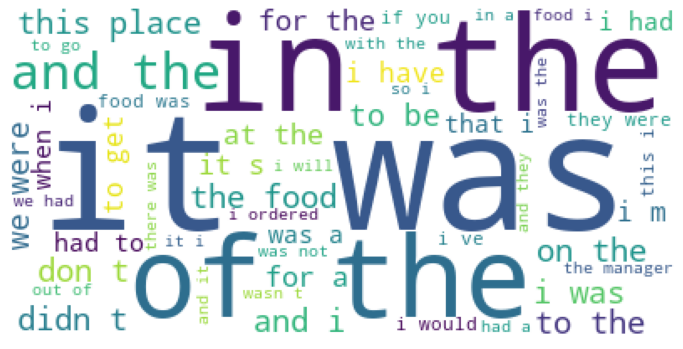 this place
for the
if you
in a
food i
i had
to go
with the
and the
in the
i have
so i
was the
food was
to be
that i
they were
when i
to get
at the
it was
we were
it s
i will
this i
the food
there was
and they
we had
i ordered
i m
had to
it i
was a
i ve
on the
was not
don t
of the
for a
the manager
out of
and it
wasn t
i was
didn t
and i
i would
had a
to the